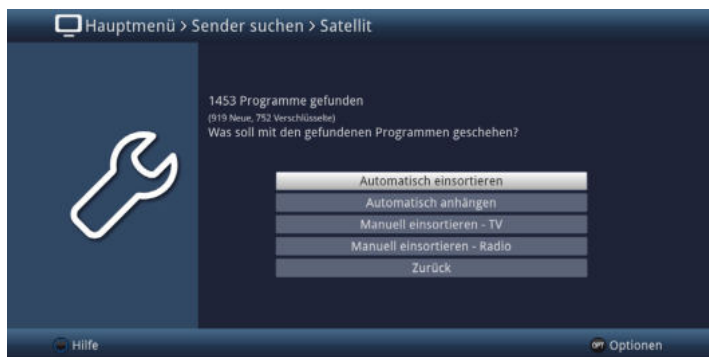 Hauptmenü > Sender suchen > Satellit
1453 Programme gefunden
(919 Neue, 752 Verschlüsselte)
Was soll mit den gefundenen Programmen geschehen?
Automatisch einsortieren
Automatisch anhängen
Manuell einsortieren - TV
Manuell einsortieren - Radio
Zurück
Hilfe
OPT Optionen